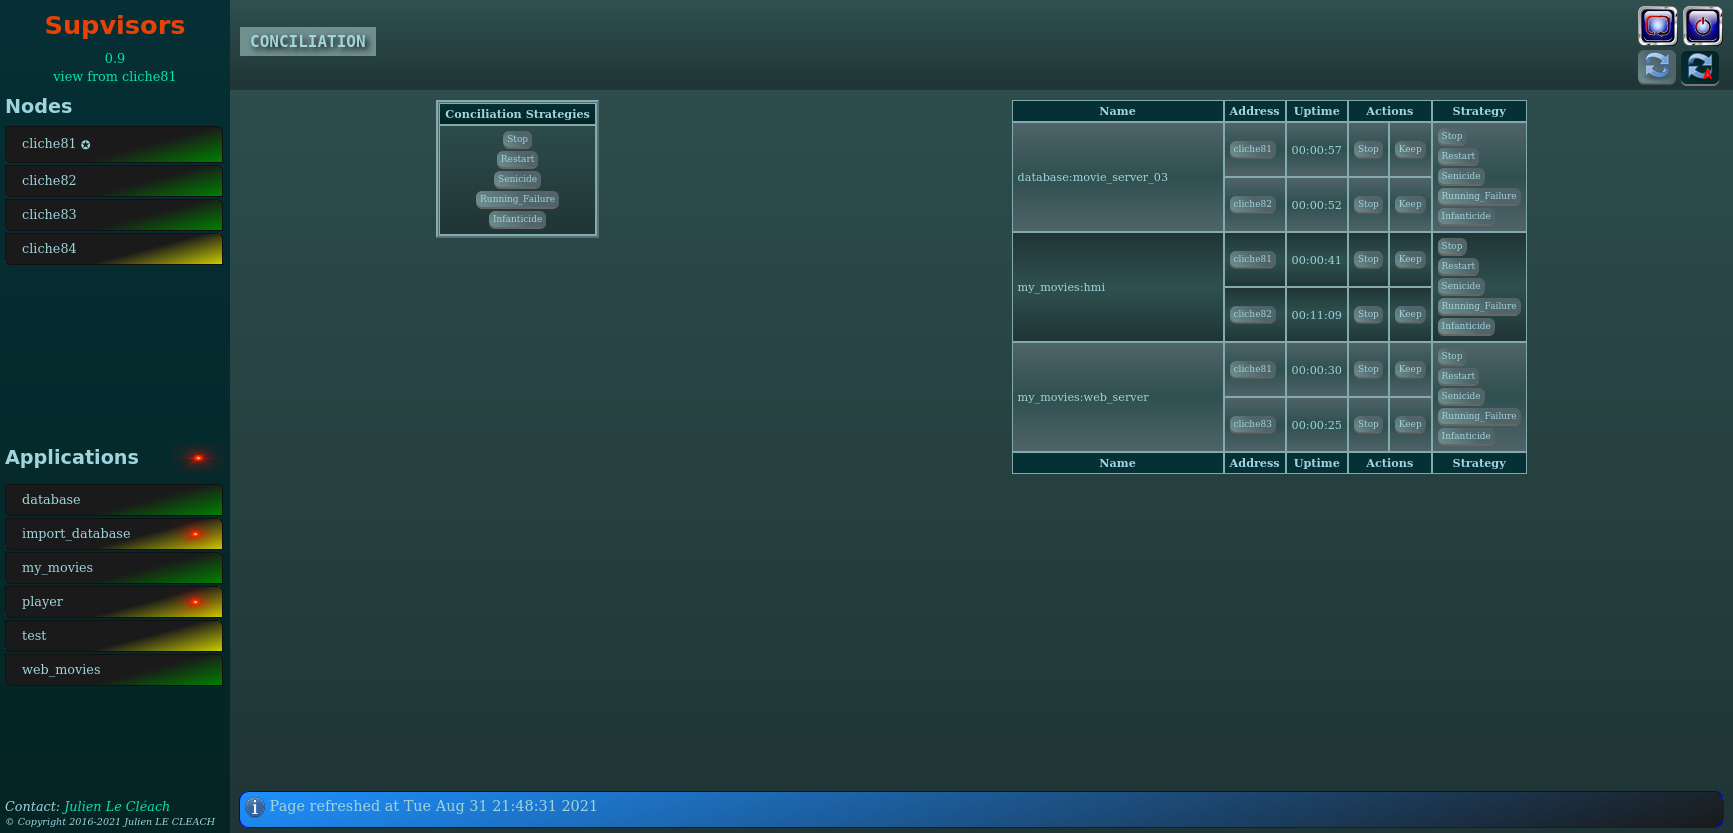 Supvisors
0.9
view from cliche81
Nodes
cliche81 ✪
cliche82
cliche83
cliche84
Applications
database
import_database
my_movies
player
test
web_movies
Contact: Julien Le Cléach
© Copyright 2016-2021 Julien LE CLEACH
CONCILIATION
Conciliation Strategies
Stop
Restart
Senicide
Running_Failure
Infanticide
Name Address Uptime Actions Strategy
database:movie_server_03
cliche81 00:00:57 Stop Keep
cliche82 00:00:52 Stop Keep
Stop
Restart
Senicide
Running_Failure
Infanticide
my_movies:hmi
cliche81 00:00:41 Stop Keep
cliche82 00:11:09 Stop Keep
Stop
Restart
Senicide
Running_Failure
Infanticide
my_movies:web_server
cliche81 00:00:30 Stop Keep
cliche83 00:00:25 Stop Keep
Stop
Restart
Senicide
Running_Failure
Infanticide
Name Address Uptime Actions Strategy
Page refreshed at Tue Aug 31 21:48:31 2021